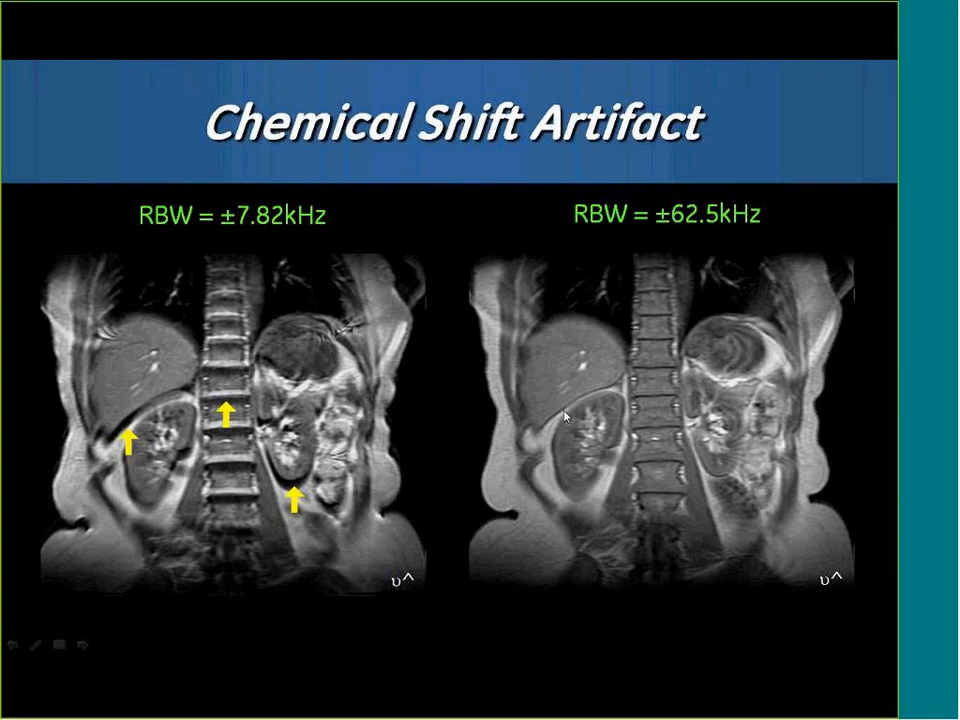 Chemical Shift Artifact
RBW = ±7.82kHz
RBW = ±62.5kHz
υ^
υ^